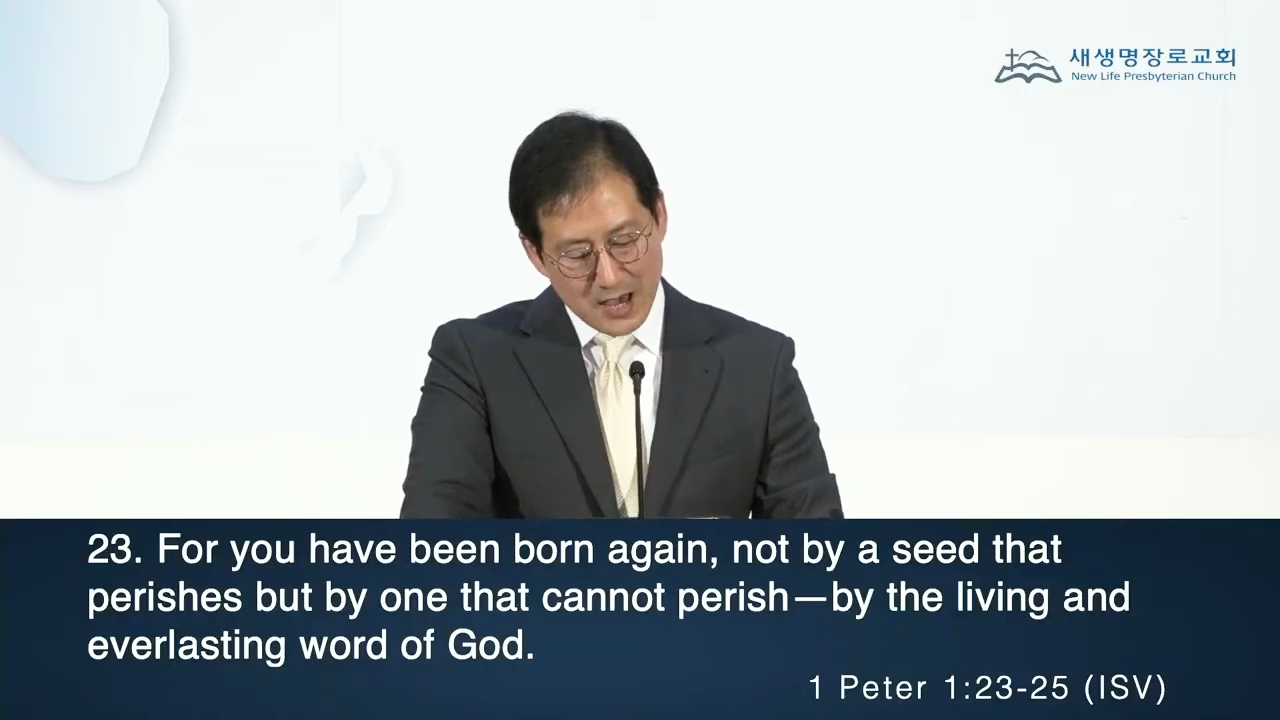 새생명장로교회
New Life Presbyterian Church
23. For you have been born again, not by a seed that
perishes but by one that cannot perish—by the living and
everlasting word of God.
1 Peter 1:23-25 (ISV)